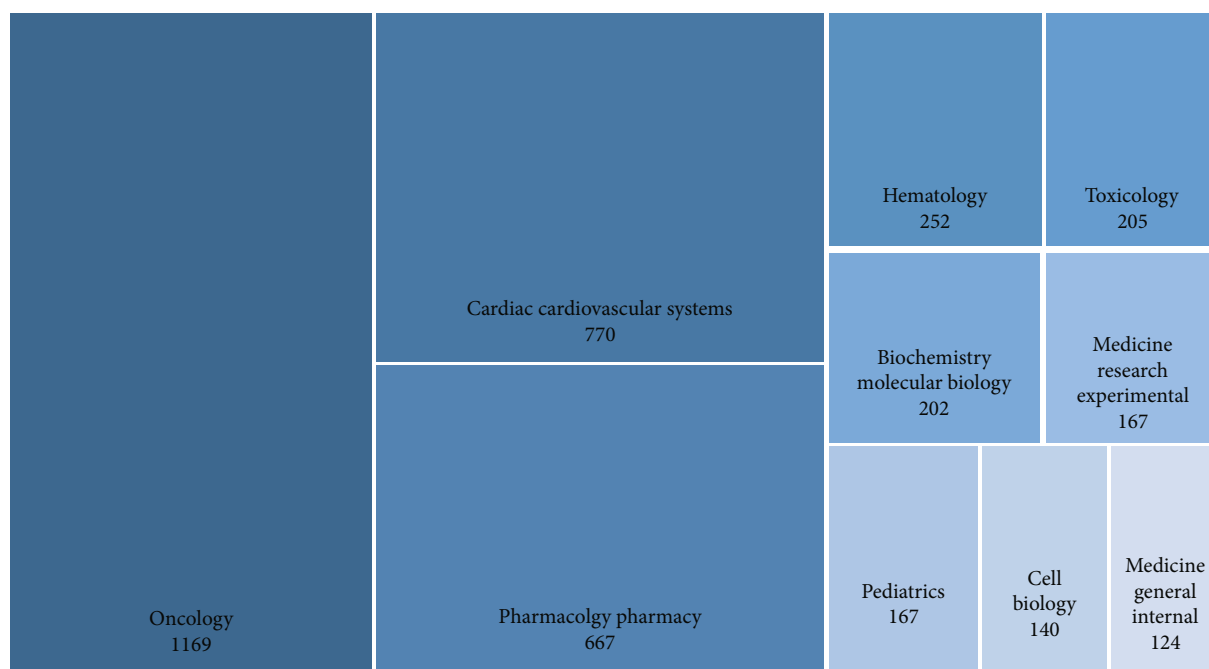 Oncology
1169
Cardiac cardiovascular systems
770
Pharmacolgy pharmacy
667
Hematology
252
Toxicology
205
Biochemistry
molecular biology
202
Medicine
research
experimental
167
Pediatrics
167
Cell
biology
140
Medicine
general
internal
124